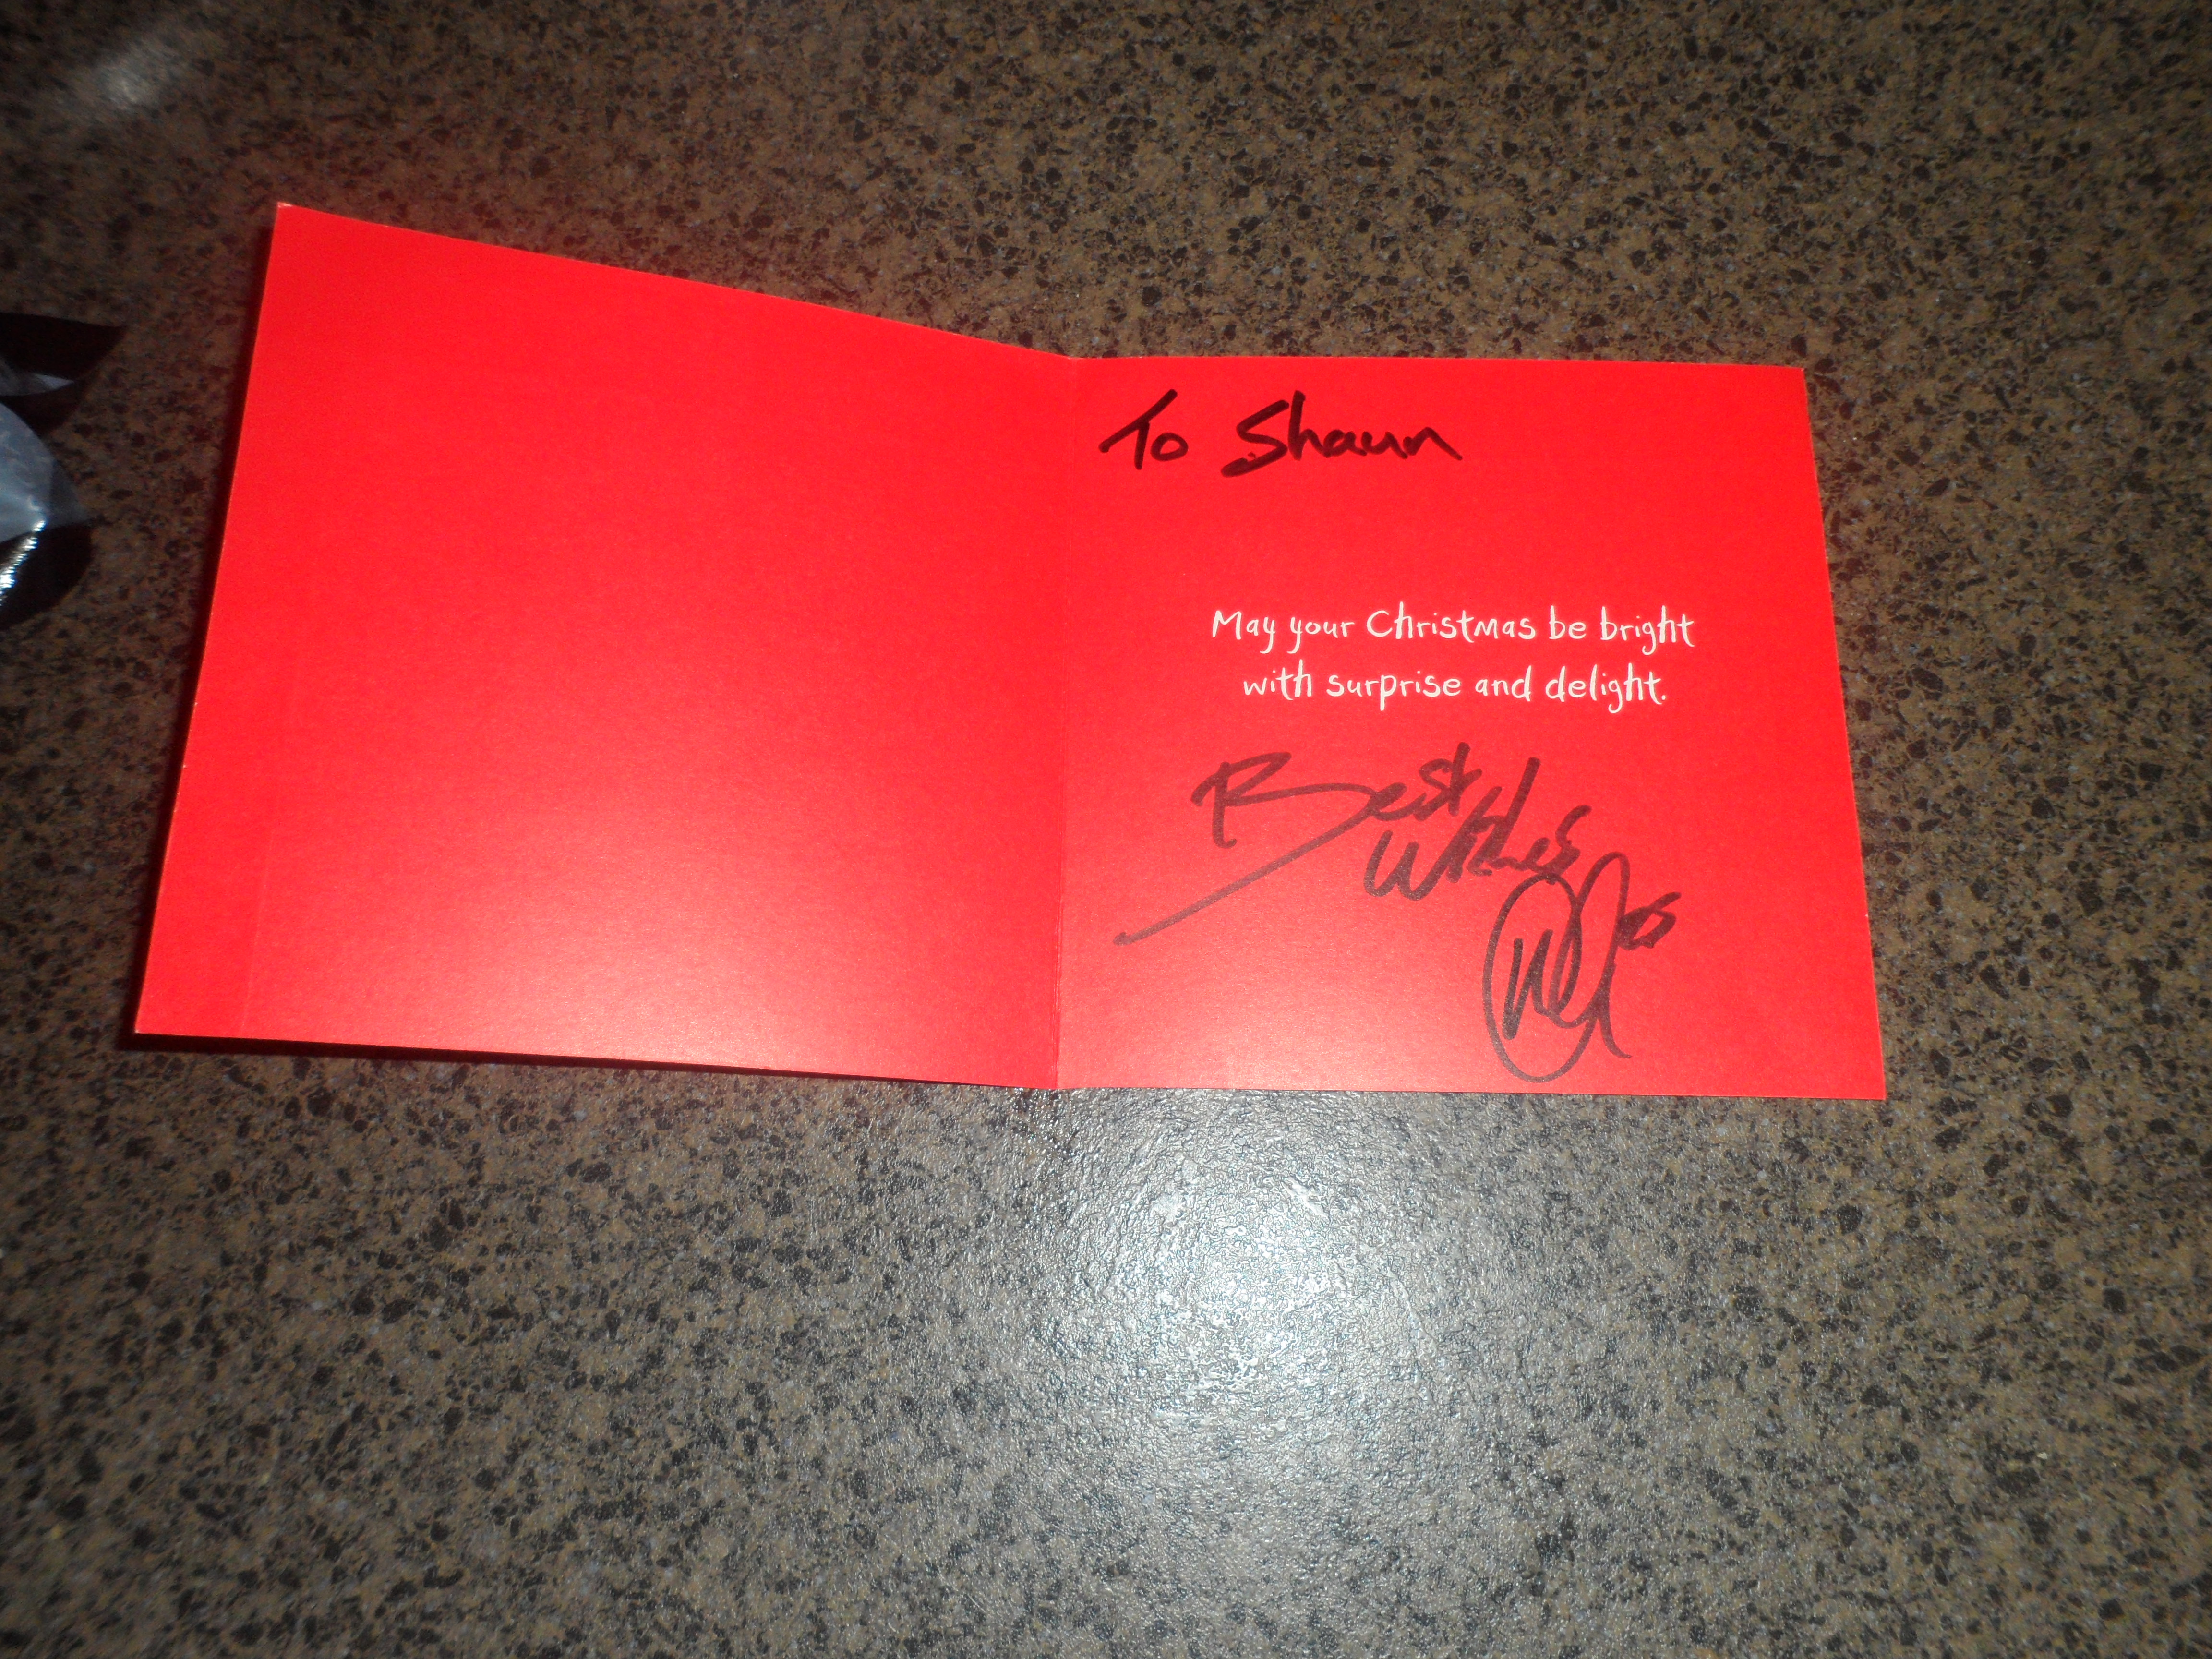 To Shaun
May your Christmas be bright
with surprise and delight.
Best
Wishes